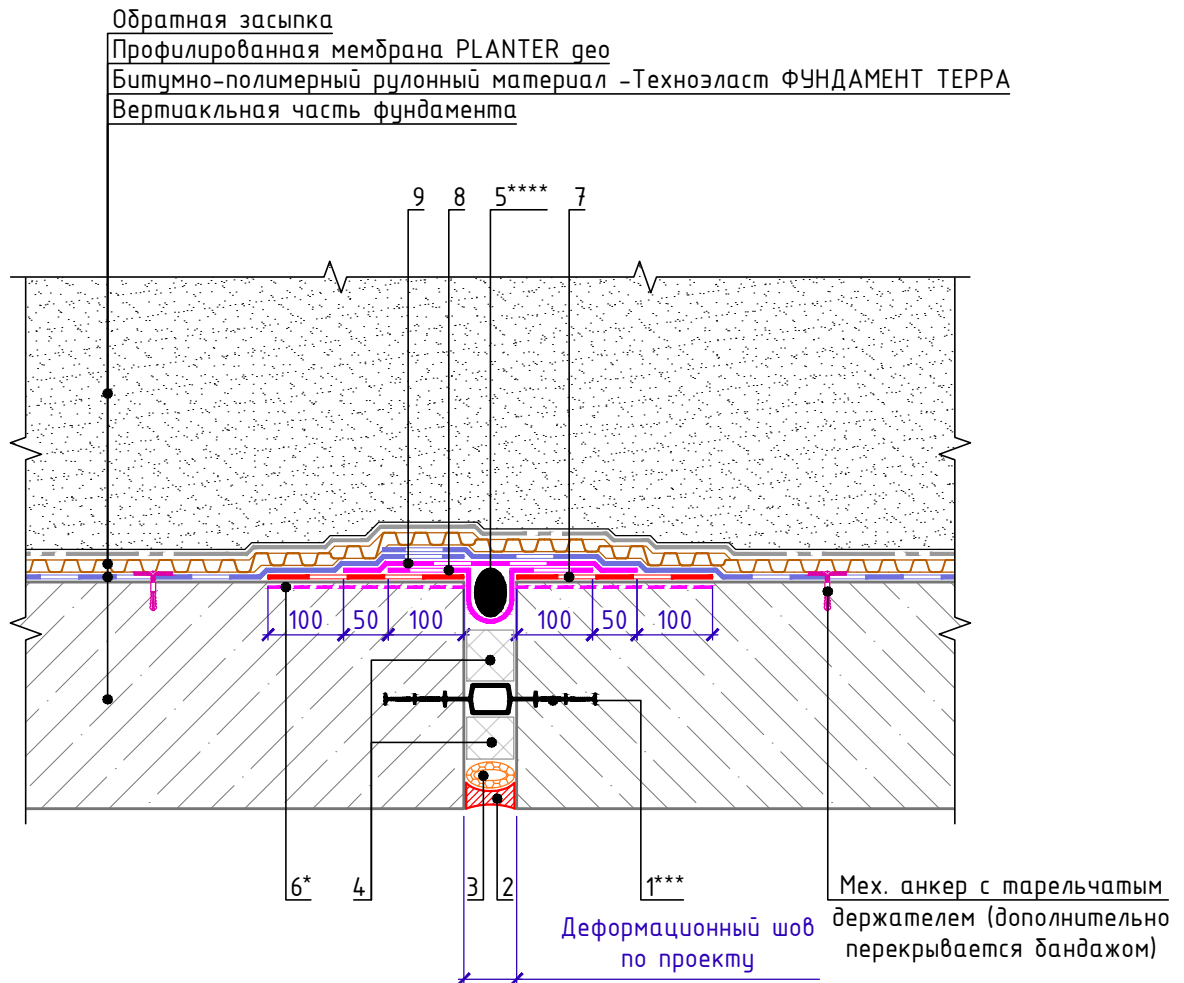 Обратная засыпка
Профилированная мембрана PLANTER geo
Битумно-полимерный рулонный материал -Техноэласт ФУНДАМЕНТ ТЕРРА
Вертиакльная часть фундамента
9 8 5**** 7
100 50 100 100 50 100
6* 4 3 2 1***
Мех. анкер с тарельчатым
держателем (дополнительно
перекрывается бандажом)
Деформационный шов
по проекту